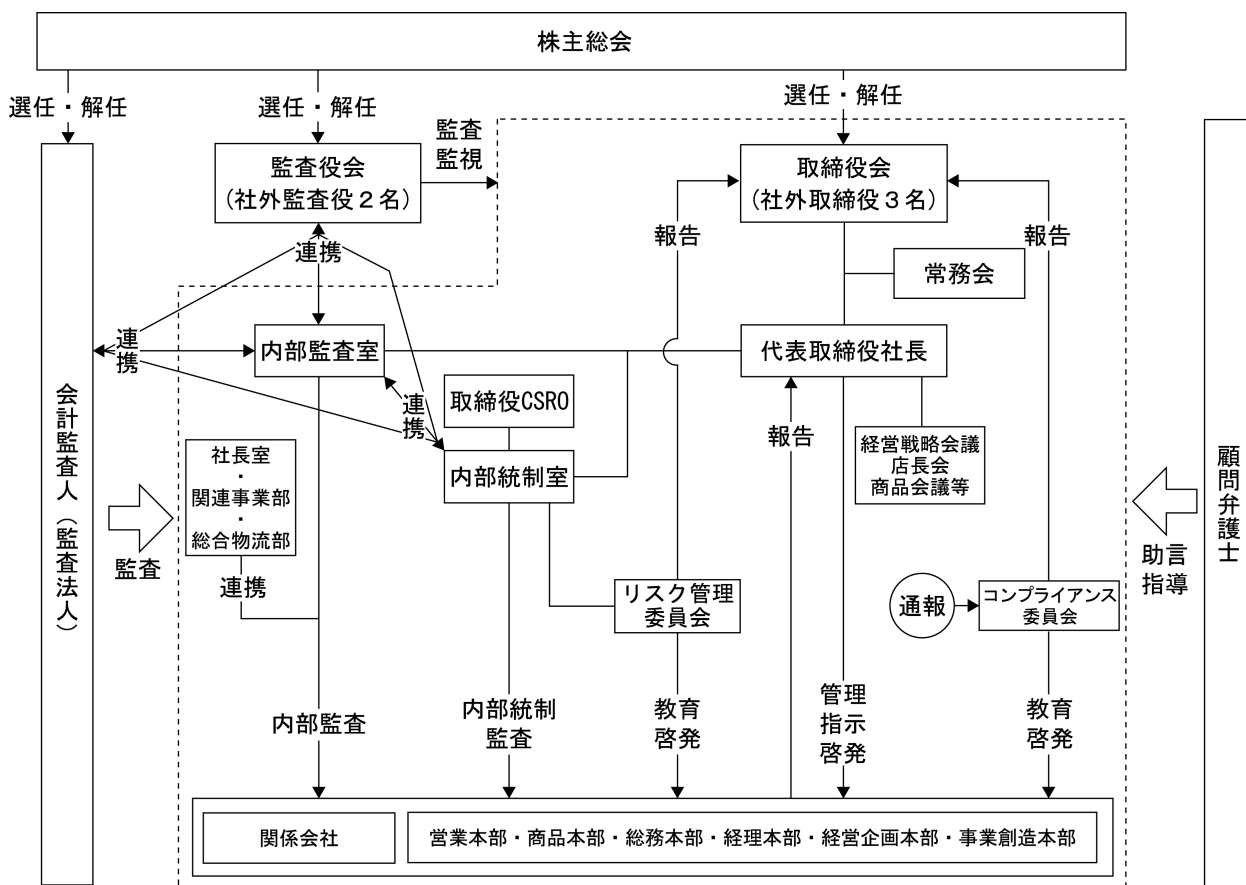 株主総会
選任・解任
選任・解任
選任・解任
監査役会
(社外監査役２名)
監査
監視
取締役会
(社外取締役３名)
報告
報告
連携
常務会
連
携
内部監査室
代表取締役社長
取締役CSRO
連
携
報告
経営戦略会議
店長会
商品会議等
社長室
・
関連事業部
・
総合物流部
内部統制室
会計監査人（監査法人）
監査
顧問弁護士
助言
指導
連携
リスク管理
委員会
通報
コンプライアンス
委員会
内部監査
内部統制
監査
教育
啓発
管理
指示
啓発
教育
啓発
関係会社
営業本部・商品本部・総務本部・経理本部・経営企画本部・事業創造本部